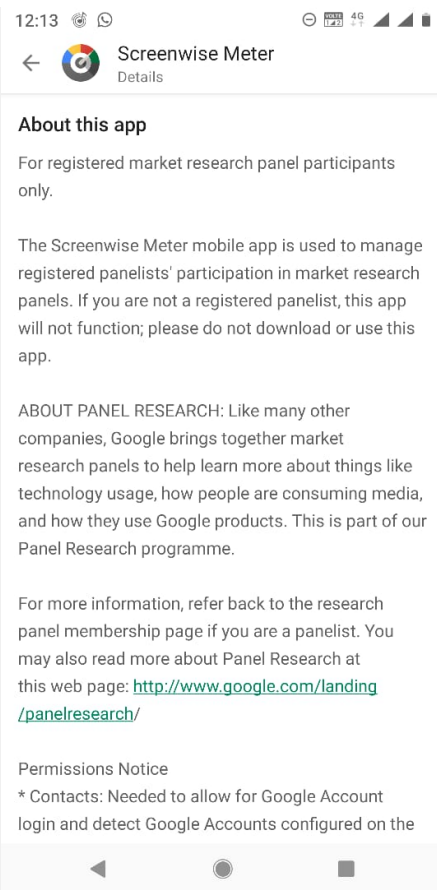 12:13
VOLTE 1 2 4G
Screenwise Meter
Details
About this app
For registered market research panel participants
only.
The Screenwise Meter mobile app is used to manage
registered panelists' participation in market research
panels. If you are not a registered panelist, this app
will not function; please do not download or use this
app.
ABOUT PANEL RESEARCH: Like many other
companies, Google brings together market
research panels to help learn more about things like
technology usage, how people are consuming media,
and how they use Google products. This is part of our
Panel Research programme.
For more information, refer back to the research
panel membership page if you are a panelist. You
may also read more about Panel Research at
this web page: http://www.google.com/landing
/panelresearch/
Permissions Notice
* Contacts: Needed to allow for Google Account
login and detect Google Accounts configured on the